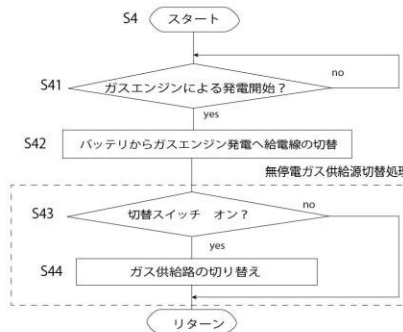 S4 スタート
S41 ガスエンジンによる発電開始？ no
yes
S42 バッテリからガスエンジン発電へ給電線の切替
無停電ガス供給源切替処理
S43 切替スイッチ オン？ no
yes
S44 ガス供給路の切り替え
リターン